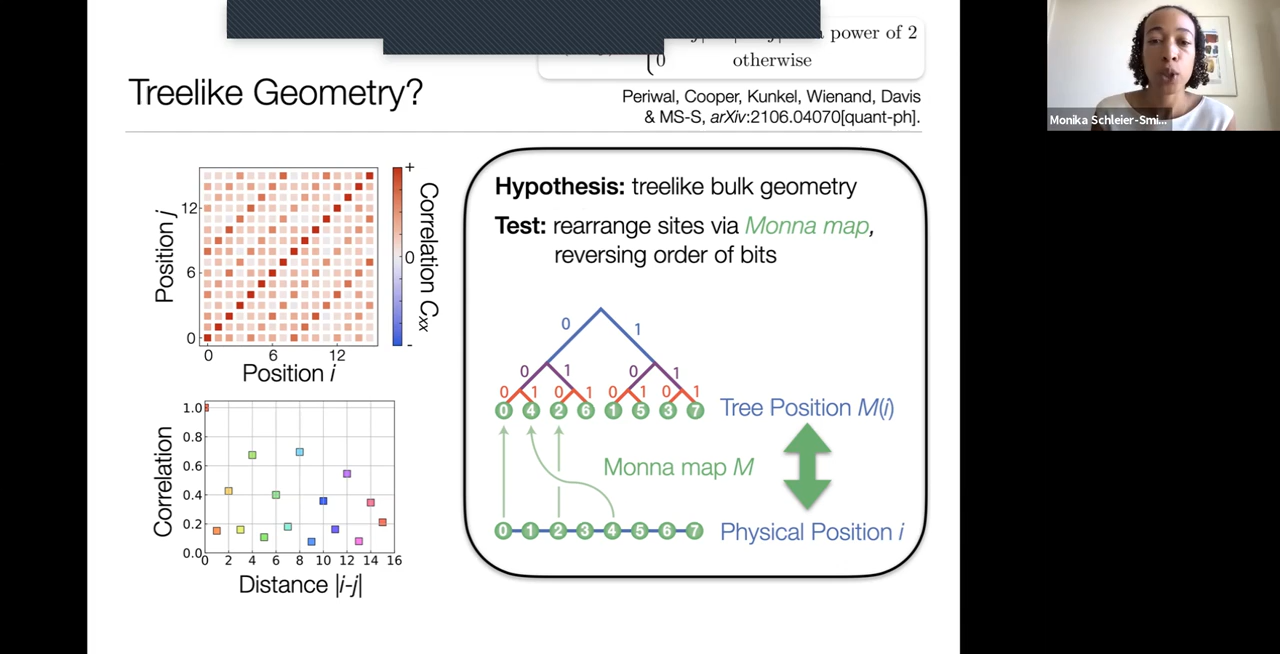 power of 2
0 otherwise
Treelike Geometry?
Periwal, Cooper, Kunkel, Wienand, Davis
& MS-S, arXiv:2106.04070[quant-ph].
Monika Schleier-Smi...
Position j
12
6
0
0 6 12
Position i
+
0
-
Correlation Cxx
Correlation
1.0
0.8
0.6
0.4
0.2
0.0
0 2 4 6 8 10 12 14 16
Distance |i-j|
Hypothesis: treelike bulk geometry
Test: rearrange sites via Monna map,
reversing order of bits
0 1
0 1 0 1
0 1 0 1 0 1 0 1
0 4 2 6 1 5 3 7
Tree Position M(i)
Monna map M
0 1 2 3 4 5 6 7
Physical Position i